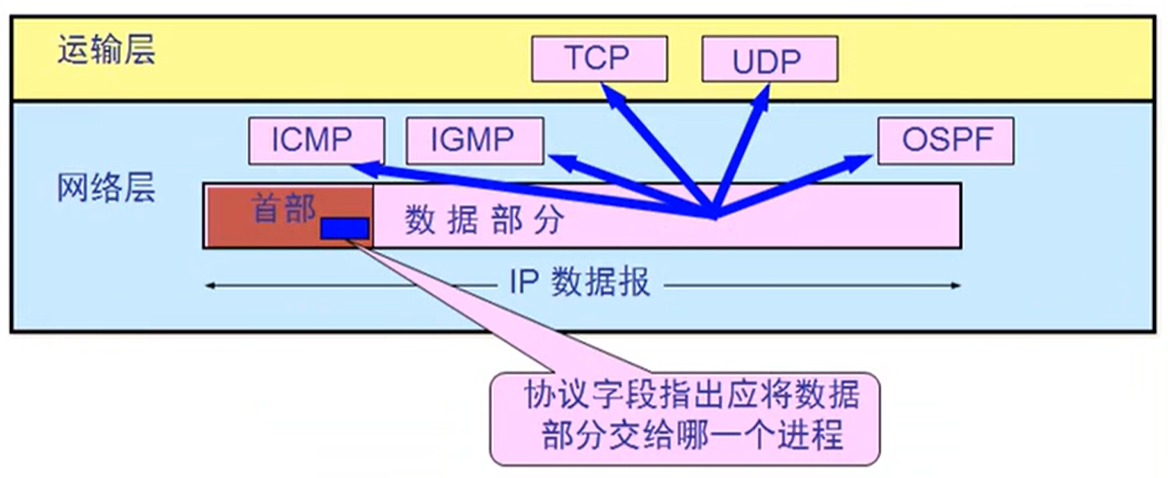 运输层
TCP
UDP
ICMP
IGMP
OSPF
网络层
首部
数据部分
IP 数据报
协议字段指出应将数据
部分交给哪一个进程